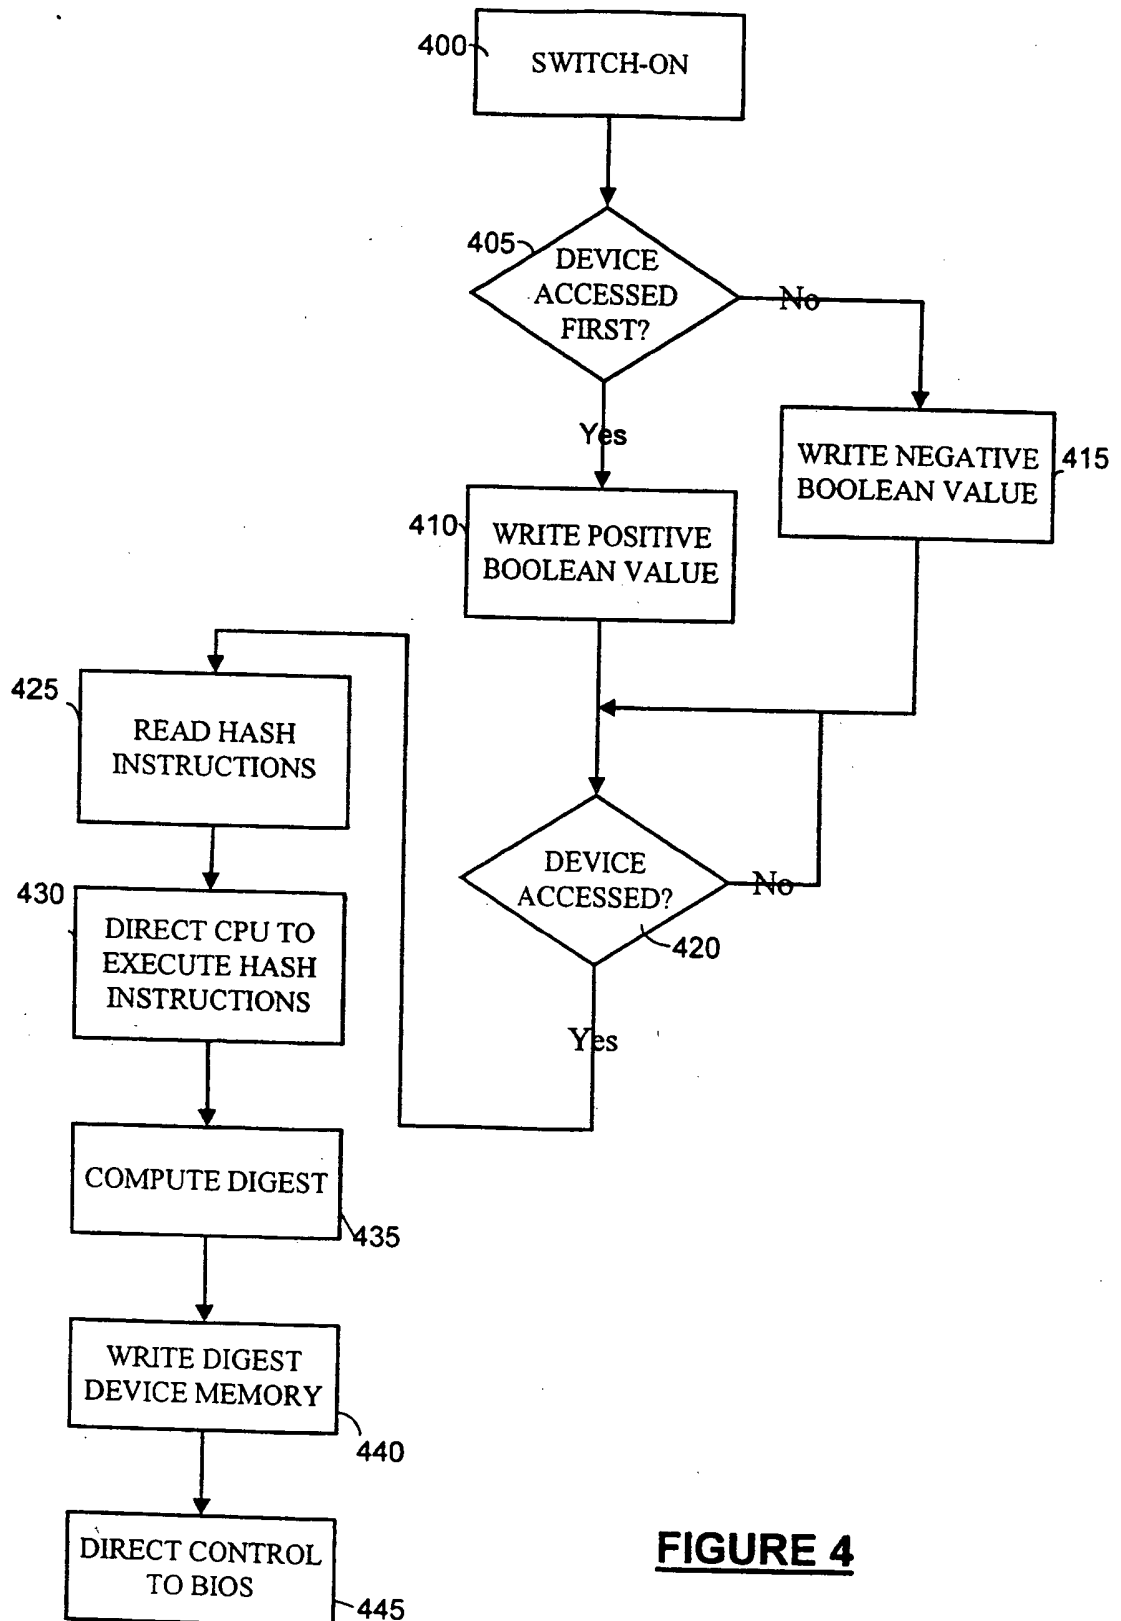 400
SWITCH-ON
405
DEVICE
ACCESSED
FIRST?
No
Yes
WRITE NEGATIVE
BOOLEAN VALUE
415
410
WRITE POSITIVE
BOOLEAN VALUE
425
READ HASH
INSTRUCTIONS
DEVICE
ACCESSED?
No
420
Yes
430
DIRECT CPU TO
EXECUTE HASH
INSTRUCTIONS
COMPUTE DIGEST
435
WRITE DIGEST
DEVICE MEMORY
440
DIRECT CONTROL
TO BIOS
445
FIGURE 4